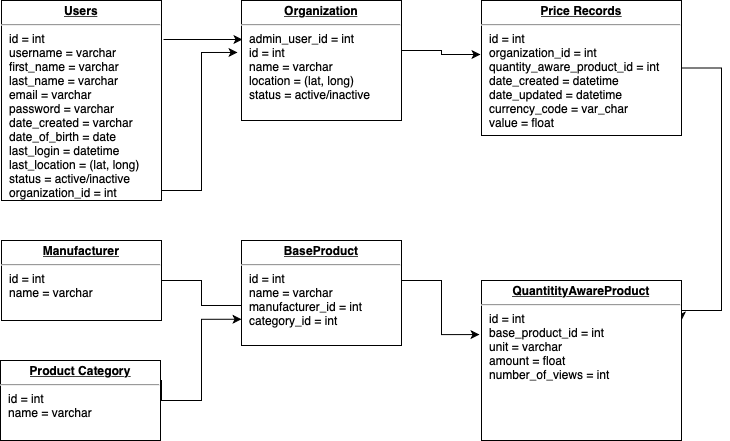 Users
id = int
username = varchar
first_name = varchar
last_name = varchar
email = varchar
password = varchar
date_created = varchar
date_of_birth = date
last_login = datetime
last_location = (lat, long)
status = active/inactive
organization_id = int
Organization
admin_user_id = int
id = int
name = varchar
location = (lat, long)
status = active/inactive
Price Records
id = int
organization_id = int
quantity_aware_product_id = int
date_created = datetime
date_updated = datetime
currency_code = var_char
value = float
Manufacturer
id = int
name = varchar
BaseProduct
id = int
name = varchar
manufacturer_id = int
category_id = int
QuantitityAwareProduct
id = int
base_product_id = int
unit = varchar
amount = float
number_of_views = int
Product Category
id = int
name = varchar